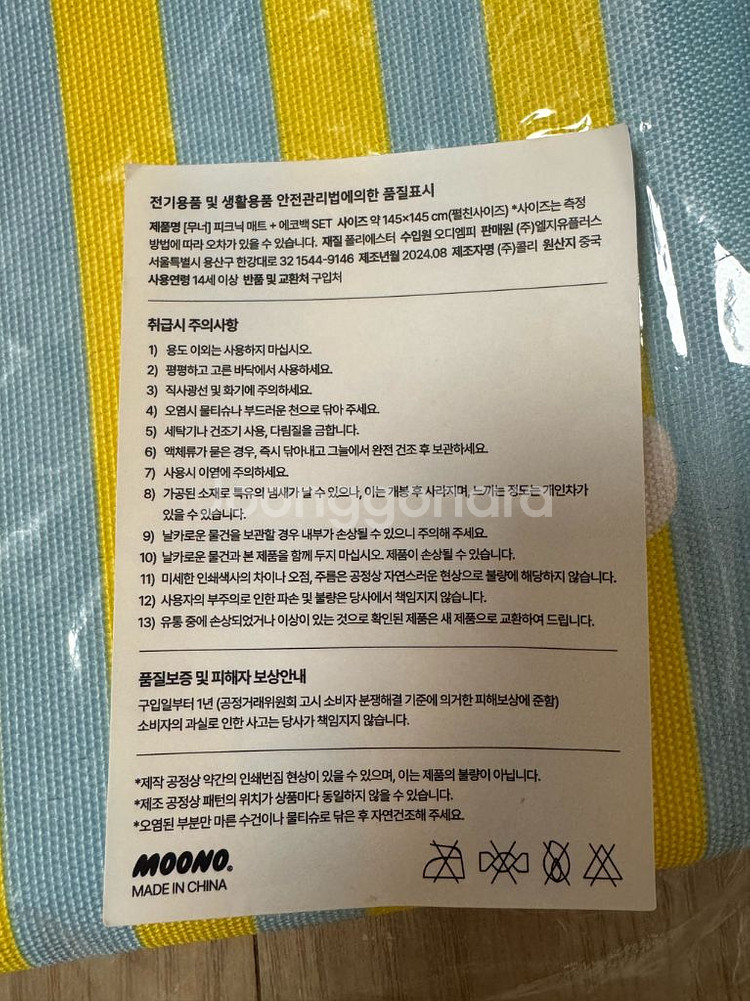 전기용품 및 생활용품 안전관리법에의한 품질표시
제품명 [무너] 피크닉 매트 + 에코백 SET 사이즈 약 145×145 cm(펼친사이즈) *사이즈는 측정
방법에 따라 오차가 있을 수 있습니다. 재질 폴리에스터 수입원 오디엠피 판매원 (주)엘지유플러스
서울특별시 용산구 한강대로 32 1544-9146 제조년월 2024.08 제조자명 (주)콜리 원산지 중국
사용연령 14세 이상 반품 및 교환처 구입처
취급시 주의사항
1) 용도 이외는 사용하지 마십시오.
2) 평평하고 고른 바닥에서 사용하세요.
3) 직사광선 및 화기에 주의하세요.
4) 오염시 물티슈나 부드러운 천으로 닦아 주세요.
5) 세탁기나 건조기 사용, 다림질을 금합니다.
6) 액체류가 묻은 경우, 즉시 닦아내고 그늘에서 완전 건조 후 보관하세요.
7) 사용시 이염에 주의하세요.
8) 가공된 소재로 특유의 냄새가 날 수 있으나, 이는 개봉 후 사라지며, 느끼는 정도는 개인차가
있을 수 있습니다.
joonggonara
9) 날카로운 물건을 보관할 경우 내부가 손상될 수 있으니 주의해 주세요.
10) 날카로운 물건과 본 제품을 함께 두지 마십시오. 제품이 손상될 수 있습니다.
11) 미세한 인쇄색사의 차이나 오점, 주름은 공정상 자연스러운 현상으로 불량에 해당하지 않습니다.
12) 사용자의 부주의로 인한 파손 및 불량은 당사에서 책임지지 않습니다.
13) 유통 중에 손상되었거나 이상이 있는 것으로 확인된 제품은 새 제품으로 교환하여 드립니다.
품질보증 및 피해자 보상안내
구입일부터 1년 (공정거래위원회 고시 소비자 분쟁해결 기준에 의거한 피해보상에 준함)
소비자의 과실로 인한 사고는 당사가 책임지지 않습니다.
*제작 공정상 약간의 인쇄번짐 현상이 있을 수 있으며, 이는 제품의 불량이 아닙니다.
*제조 공정상 패턴의 위치가 상품마다 동일하지 않을 수 있습니다.
*오염된 부분만 마른 수건이나 물티슈로 닦은 후 자연건조해 주세요.
MOONO.
MADE IN CHINA